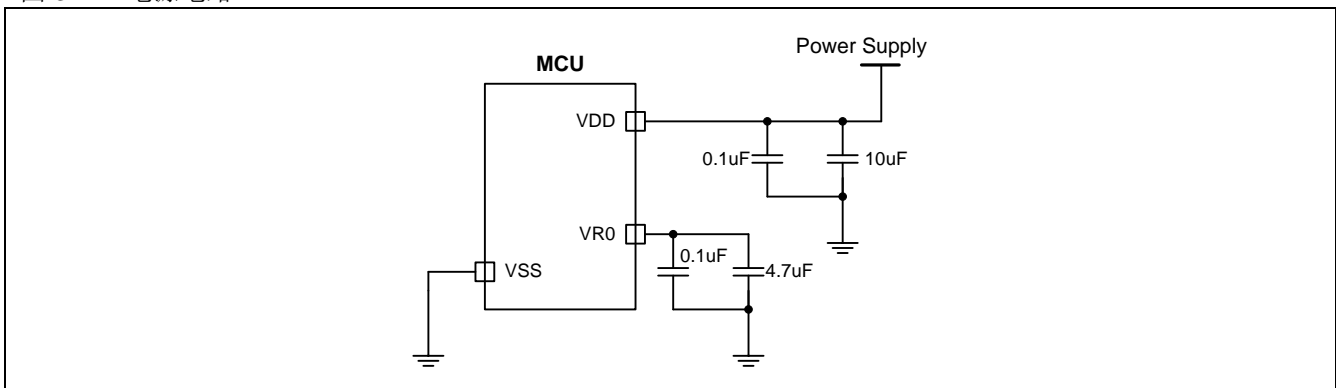 Power Supply
MCU
VDD
0.1uF
10uF
VR0
0.1uF
4.7uF
VSS